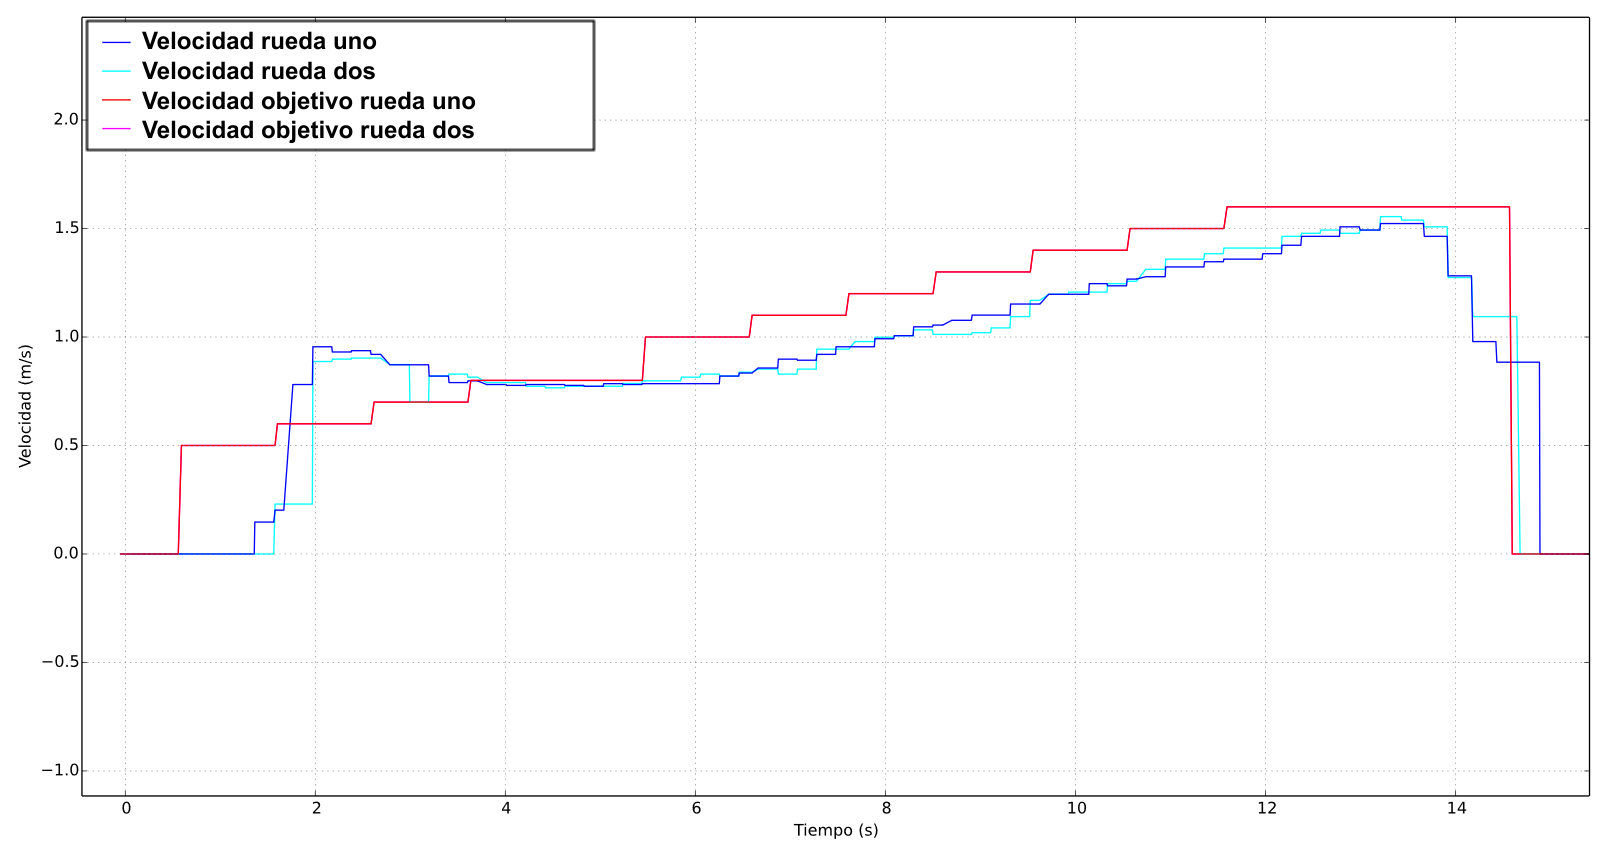 Velocidad rueda uno
Velocidad rueda dos
Velocidad objetivo rueda uno
Velocidad objetivo rueda dos
2.0
1.5
1.0
0.5
0.0
−0.5
−1.0
Velocidad (m/s)
0 2 4 6 8 10 12 14
Tiempo (s)